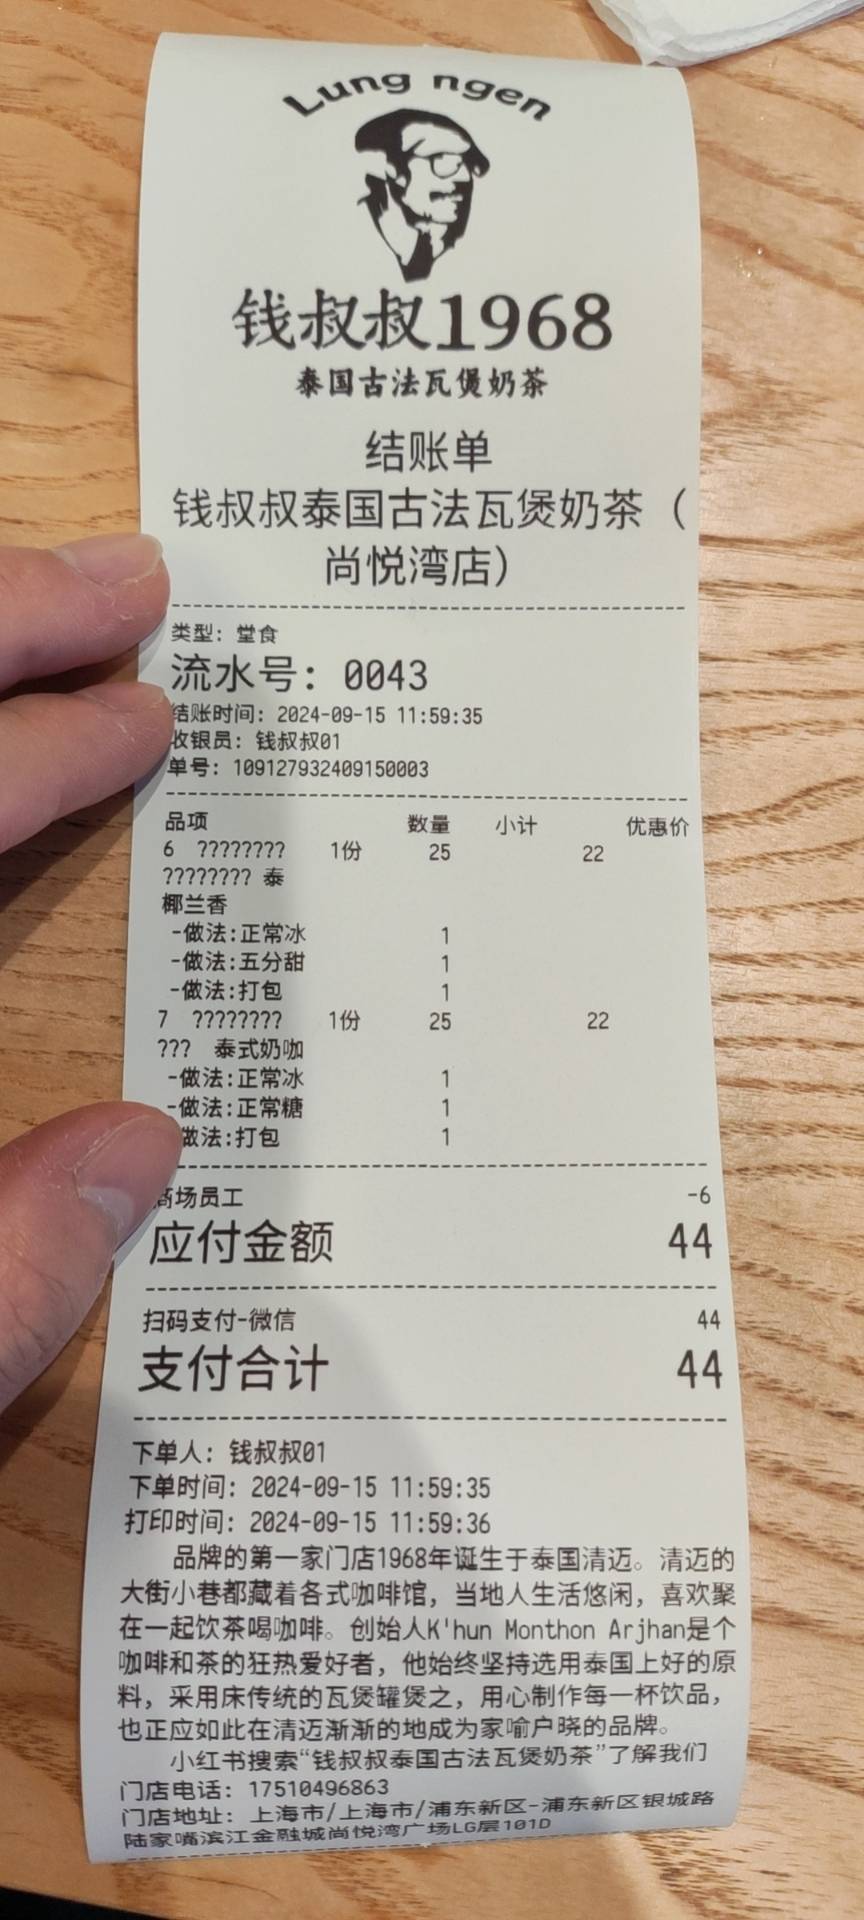 Lung ngen
钱叔叔1968
泰国古法瓦煲奶茶
结账单
钱叔叔泰国古法瓦煲奶茶（
尚悦湾店）
类型: 堂食
流水号: 0043
结账时间: 2024-09-15 11:59:35
收银员: 钱叔叔01
单号: 109127932409150003
品项 数量 小计 优惠价
6 ???????? 1份 25 22
???????? 泰
椰兰香
-做法:正常冰 1
-做法:五分甜 1
-做法:打包 1
7 ???????? 1份 25 22
??? 泰式奶咖
-做法:正常冰 1
-做法:正常糖 1
做法:打包 1
商场员工 -6
应付金额 44
扫码支付-微信 44
支付合计 44
下单人: 钱叔叔01
下单时间: 2024-09-15 11:59:35
打印时间: 2024-09-15 11:59:36
品牌的第一家门店1968年诞生于泰国清迈。清迈的
大街小巷都藏着各式咖啡馆，当地人生活悠闲，喜欢聚
在一起饮茶喝咖啡。创始人K'hun Monthon Arjhan是个
咖啡和茶的狂热爱好者，他始终坚持选用泰国上好的原
料，采用床传统的瓦煲罐煲之，用心制作每一杯饮品，
也正应如此在清迈渐渐的地成为家喻户晓的品牌。
小红书搜索“钱叔叔泰国古法瓦煲奶茶”了解我们
门店电话: 17510496863
门店地址: 上海市/上海市/浦东新区-浦东新区银城路
陆家嘴滨江金融城尚悦湾广场LG层101D